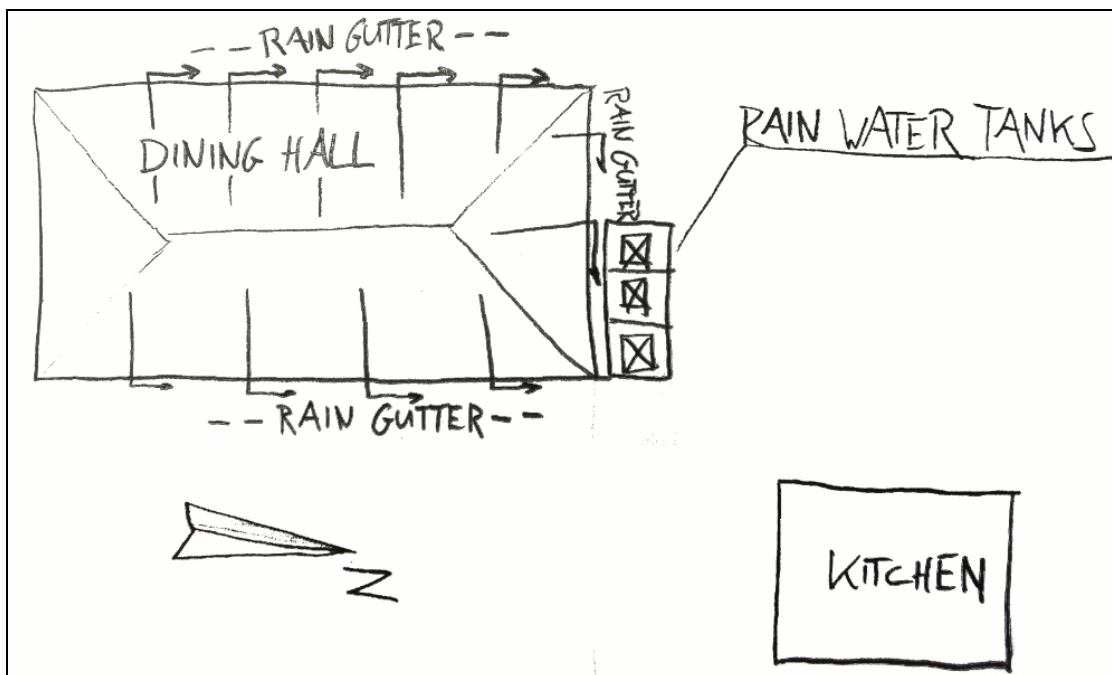 -- RAIN GUTTER --
RAIN GUTTER
RAIN WATER TANKS
DINING HALL
-- RAIN GUTTER --
N
KITCHEN